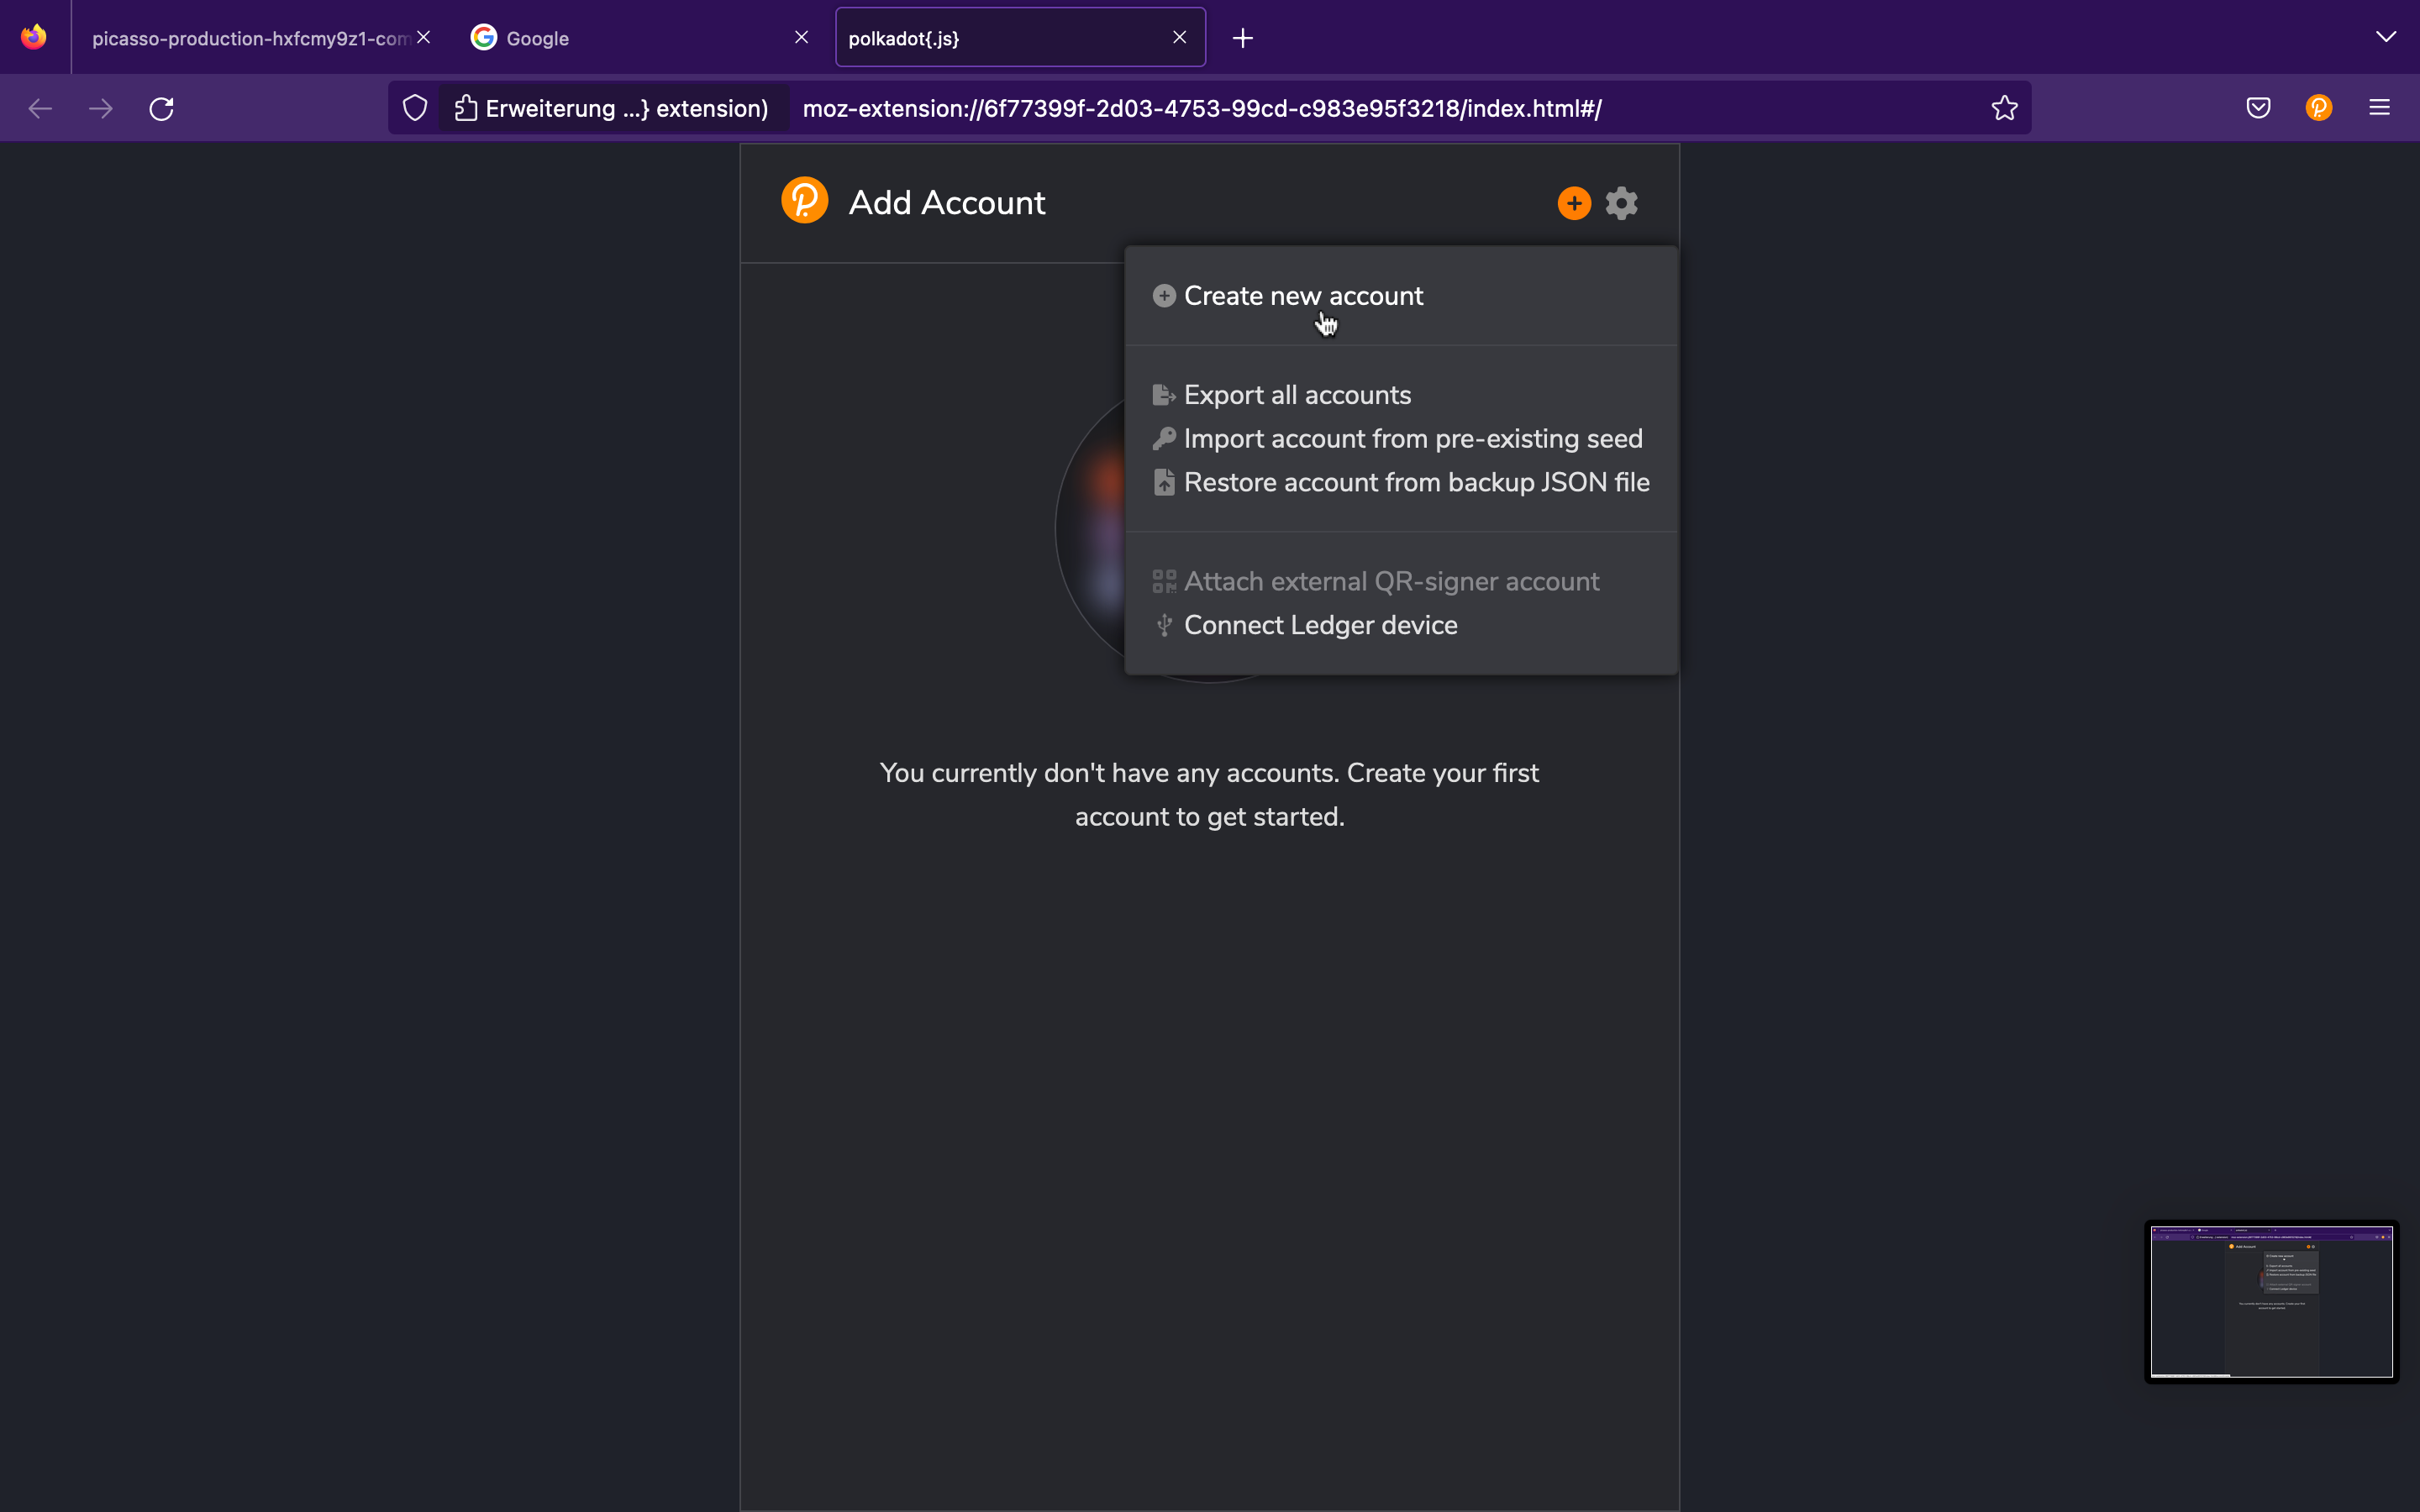 picasso-production-hxfcmy9z1-com
Google
polkadot{.js}
Erweiterung ...} extension)
moz-extension://6f77399f-2d03-4753-99cd-c983e95f3218/index.html#/
Add Account
Create new account
Export all accounts
Import account from pre-existing seed
Restore account from backup JSON file
Attach external QR-signer account
Connect Ledger device
You currently don't have any accounts. Create your first
account to get started.